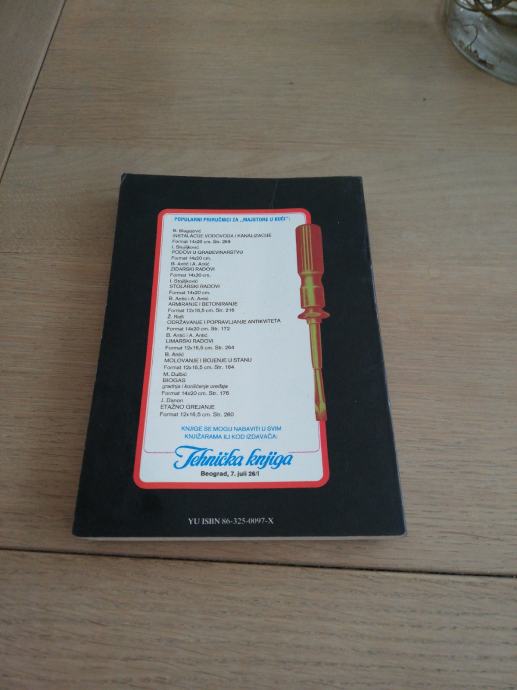 POPULARNI PRIRUČNICI ZA „MAJSTORE U KUĆI":
B. Blagojević
INSTALACIJE VODOVODA I KANALIZACIJE
Format 14x20 cm. Str. 264
I. Stojiljković
PODOVI U GRAĐEVINARSTVU
Format 14x20 cm.
B. Antić i A. Antić
ZIDARSKI RADOVI
Format 14x20 cm.
I. Stojiljković
STOLARSKI RADOVI
Format 14x20 cm.
B. Antić i A. Antić
ARMIRANJE I BETONIRANJE
Format 12x16,5 cm. Str. 216
Ž.
ODRŽAVANJE I POPRAVLJANJE ANTIKVITETA
Format 14x20 cm. Str. 172
B. Antić i A. Antić
LIMARSKI RADOVI
Format 12x16,5 cm. Str. 264
B. Antić
MOLOVANJE I BOJENJE U STANU
Format 12x16,5 cm. Str. 164
M. Dulbić
BIOGAS
gradnja i korišćenje uređaja
Format 14x20 cm. Str. 176
J. Danon
ETAŽNO GREJANJE
Format 12x16,5 cm. Str. 260
KNJIGE SE MOGU NABAVITI U SVIM
KNJIŽARAMA ILI KOD IZDAVAČA:
Tehnička knjiga
Beograd, 7. juli 26/I
YU ISBN 86-325-0097-X